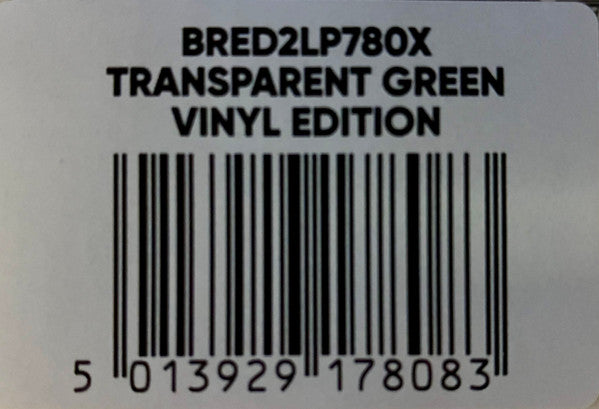 BRED2LP780X
TRANSPARENT GREEN
VINYL EDITION
5 013929 178083